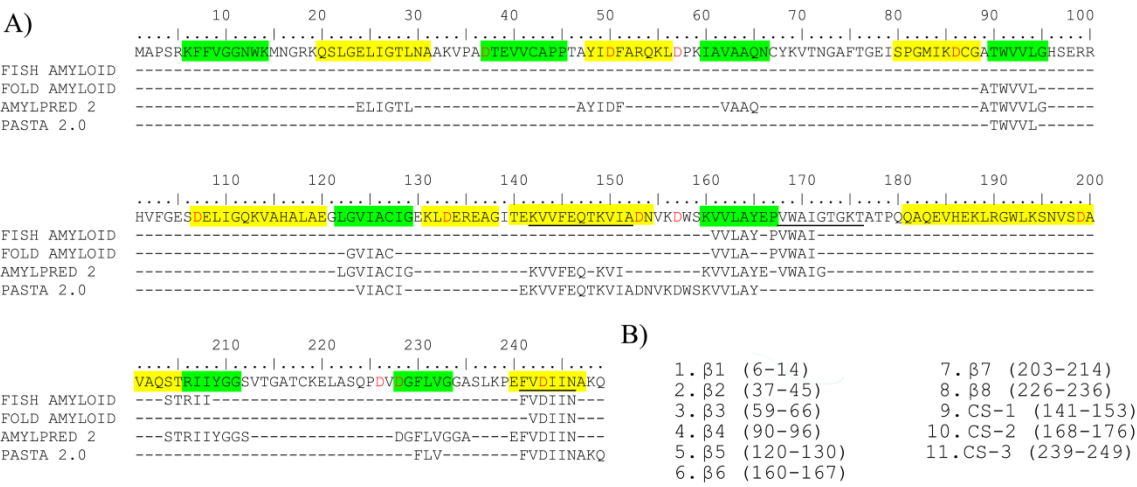 A)
10 20 30 40 50 60 70 80 90 100
MAPSRKFFVGGNWKMNGRKQSLGELIGTLNAAKVPADTEVVCAPPTAYIDFARQKLDPKIAVAAQNCYKVTNGAFTGEISPGMIKDCGATWVVLGHSERR
FISH AMYLOID ----------------------------------------------------------------------------------------------------
FOLD AMYLOID ----------------------------------------------------------------------------------------ATWVVL------
AMYLPRED 2 -----------------------ELIGTL-----------------AYIDF----------VAAQ-----------------------ATWVVLG-----
PASTA 2.0 -----------------------------------------------------------------------------------------TWVVL------
110 120 130 140 150 160 170 180 190 200
HVFGESDELIGQKVAHALAEGLGVIACIGEKLDEREAGITEKVVFEQTKVIADNVKDWSKVVLAYEPVWAIGTGKTATPQQAQEVHEKLRGWLKSNVSDA
FISH AMYLOID ------------------------------------------------------------VVLAY-PVWAI-----------------------------
FOLD AMYLOID ----------------------GVIAC---------------------------------VVLA--PVWAI-----------------------------
AMYLPRED 2 ---------------------LGVIACIG------------KVVFEQ-KVI--------KVVLAYE-VWAIG----------------------------
PASTA 2.0 -----------------------VIACI------------EKVVFEQTKVIADNVKDWSKVVLAY-----------------------------------
210 220 230 240
VAQSTRIIYGGSVTGATCKELASQPDVDGFLVGGASLKPEFVDIINAKQ
FISH AMYLOID ---STRII--------------------------------FVDIIN---
FOLD AMYLOID -----------------------------------------VDIIN---
AMYLPRED 2 ---STRIIYGGS---------------DGFLVGGA----EFVDIIN---
PASTA 2.0 -----------------------------FLV--------FVDIINAKQ
B)
1. β1 (6-14)
2. β2 (37-45)
3. β3 (59-66)
4. β4 (90-96)
5. β5 (120-130)
6. β6 (160-167)
7. β7 (203-214)
8. β8 (226-236)
9. CS-1 (141-153)
10. CS-2 (168-176)
11. CS-3 (239-249)